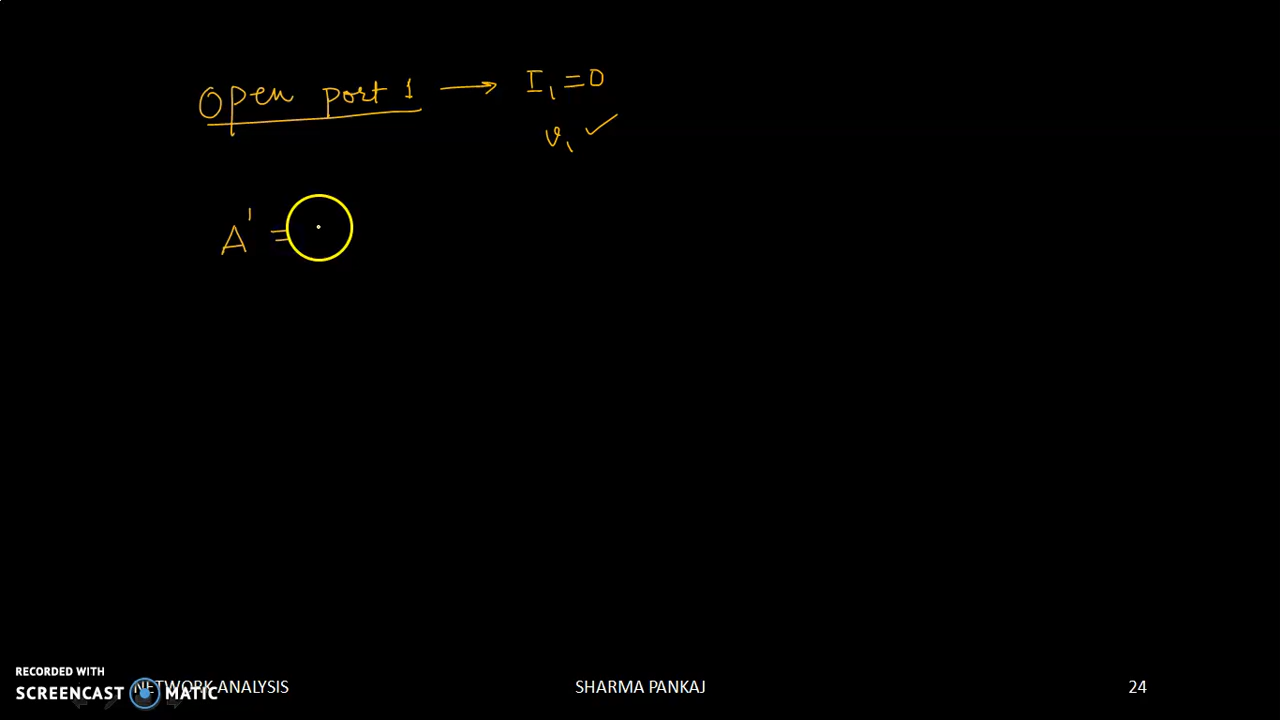 Open port 1 → I₁ = 0
v₁ ✓
A' =
RECORDED WITH
SCREENCAST MATIC
NETWORK ANALYSIS SHARMA PANKAJ 24